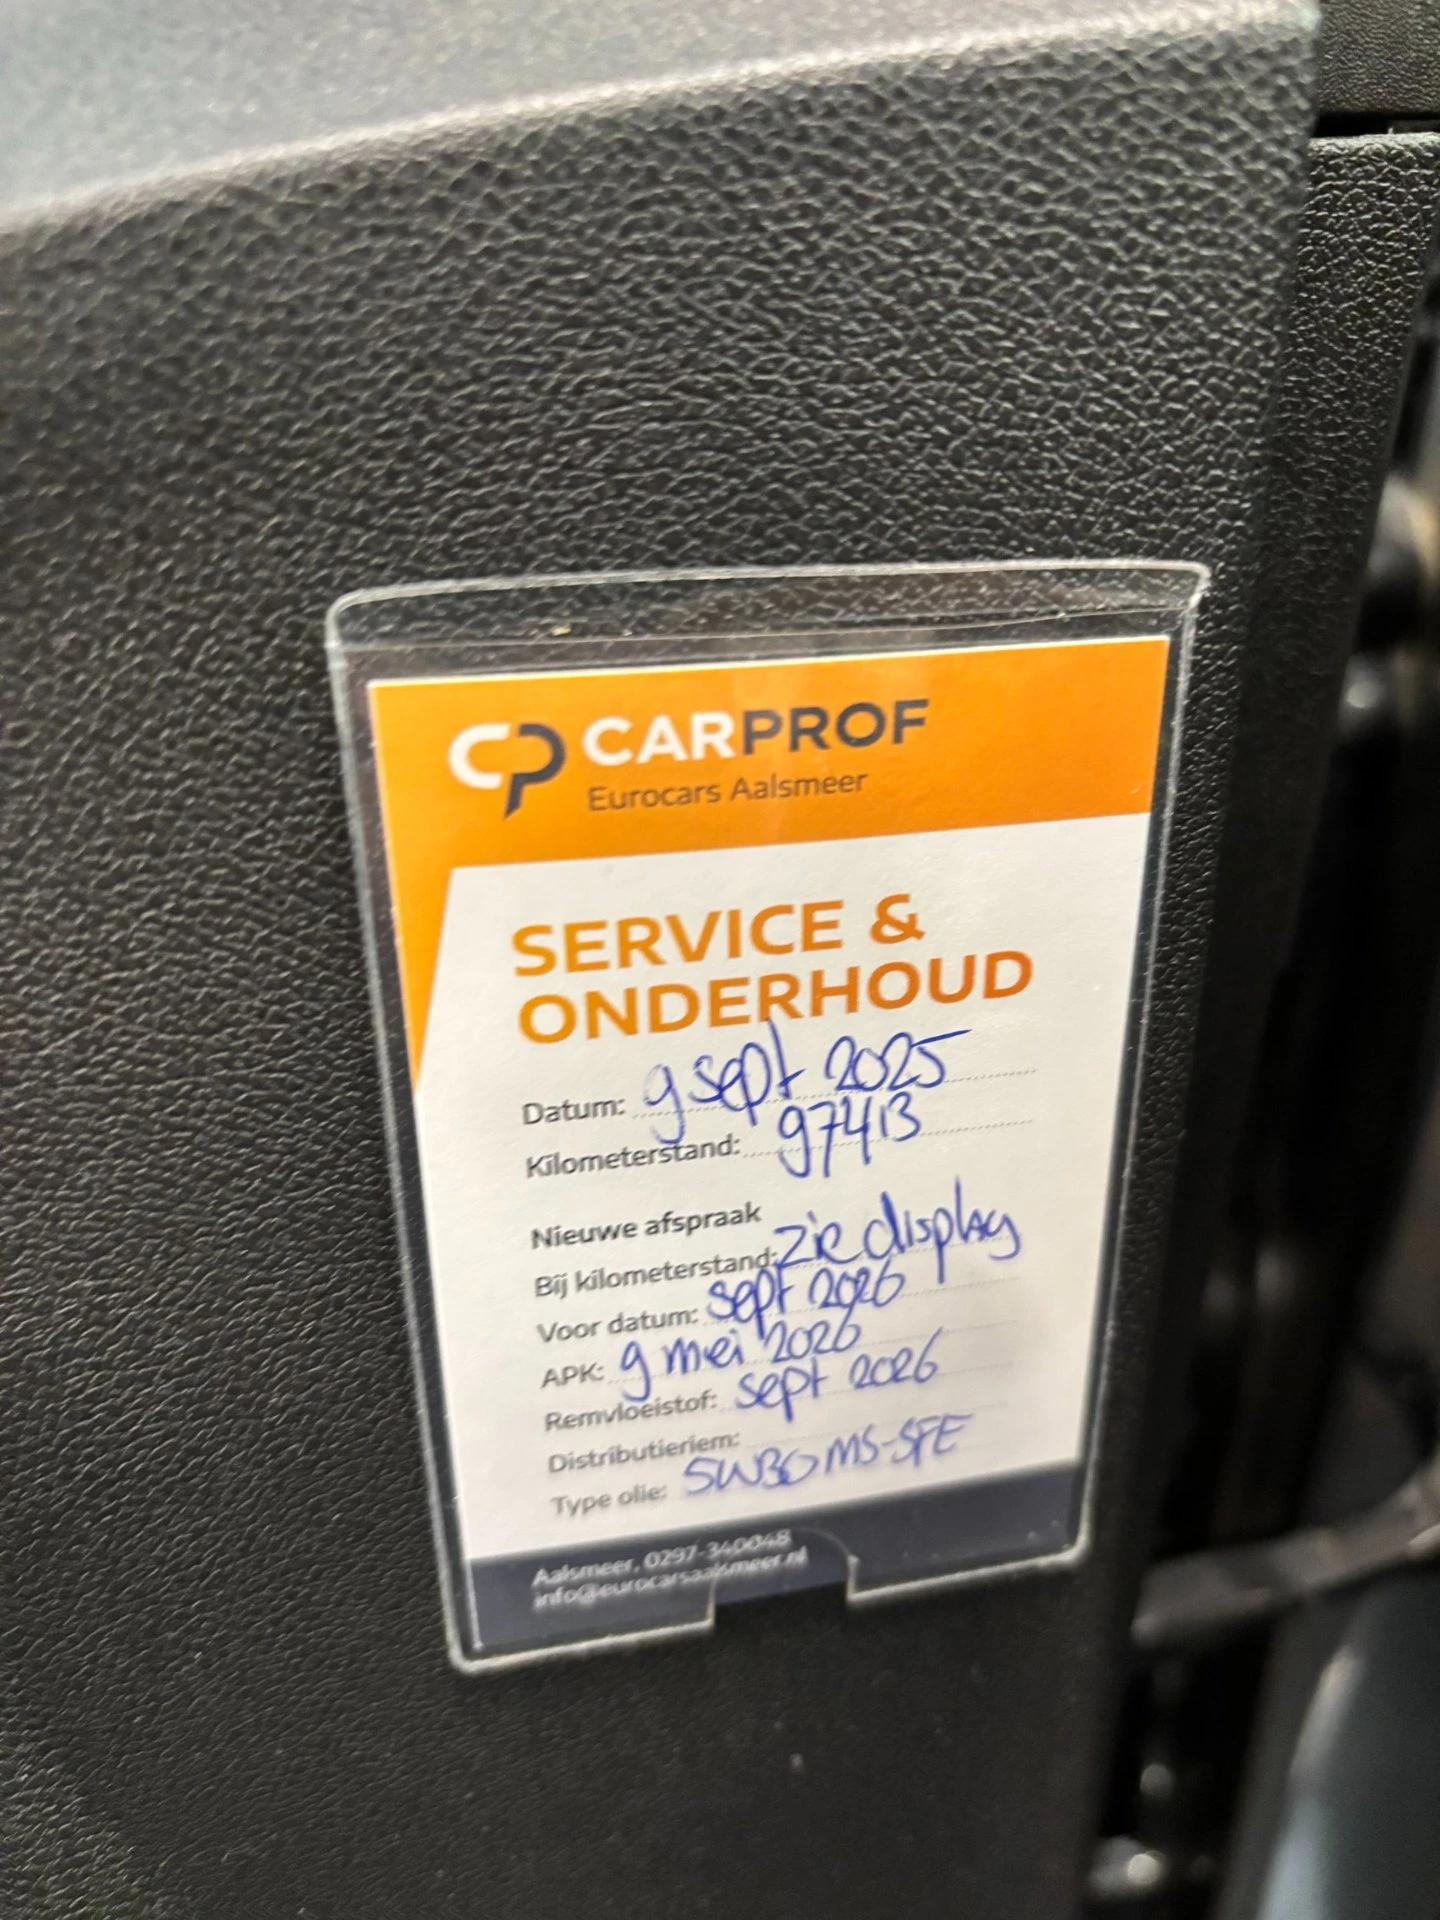 CP CARPROF
Eurocars Aalsmeer
SERVICE &
ONDERHOUD
Datum: 9 sept 2025
Kilometerstand: 97413
Nieuwe afspraak
Bij kilometerstand: zie display
Voor datum: sept 2026
APK: 9 mei 2026
Remvloeistof: sept 2026
Distributieriem:
Type olie: 5W30 MS-SFE
Aalsmeer, 0297-340048
info@eurocarsaalsmeer.nl